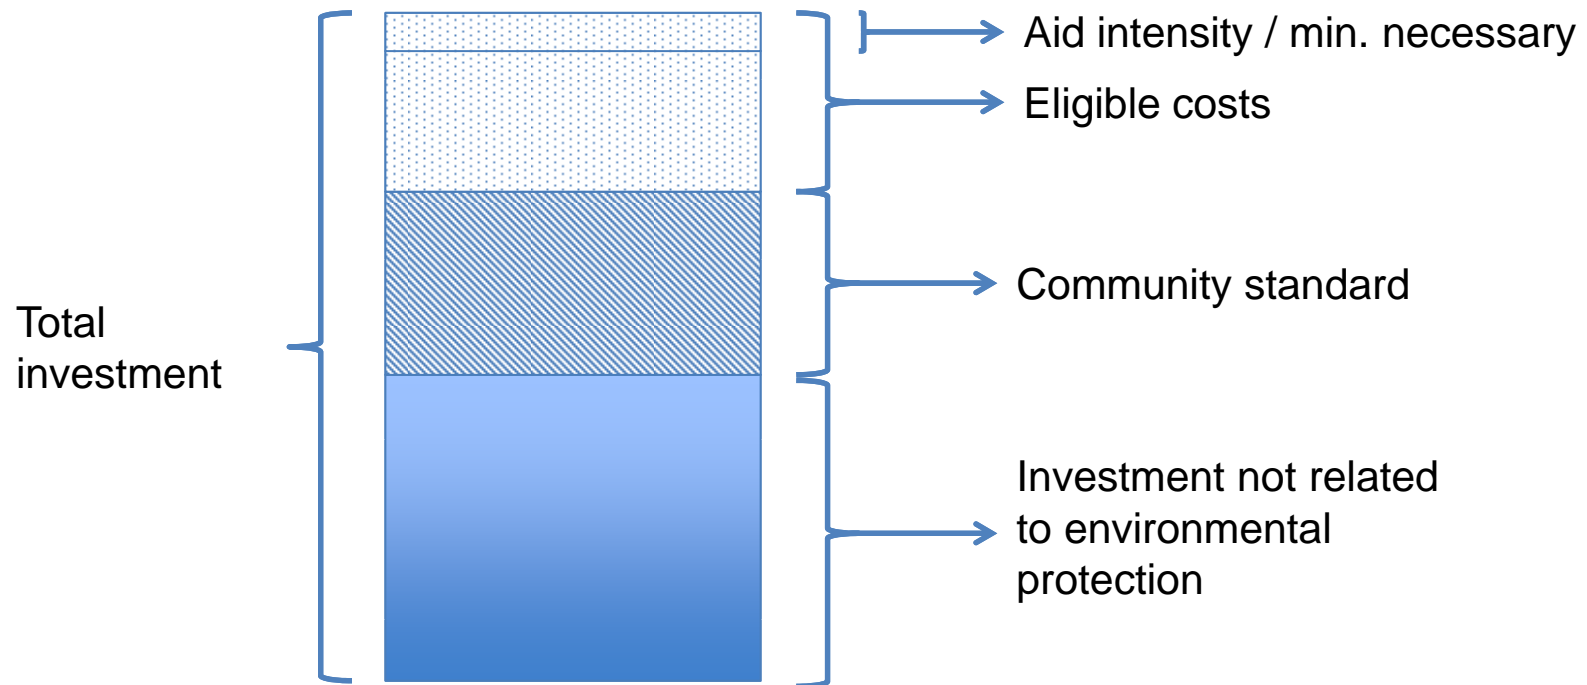 Aid intensity / min. necessary
Eligible costs
Community standard
Total
investment
Investment not related
to environmental
protection